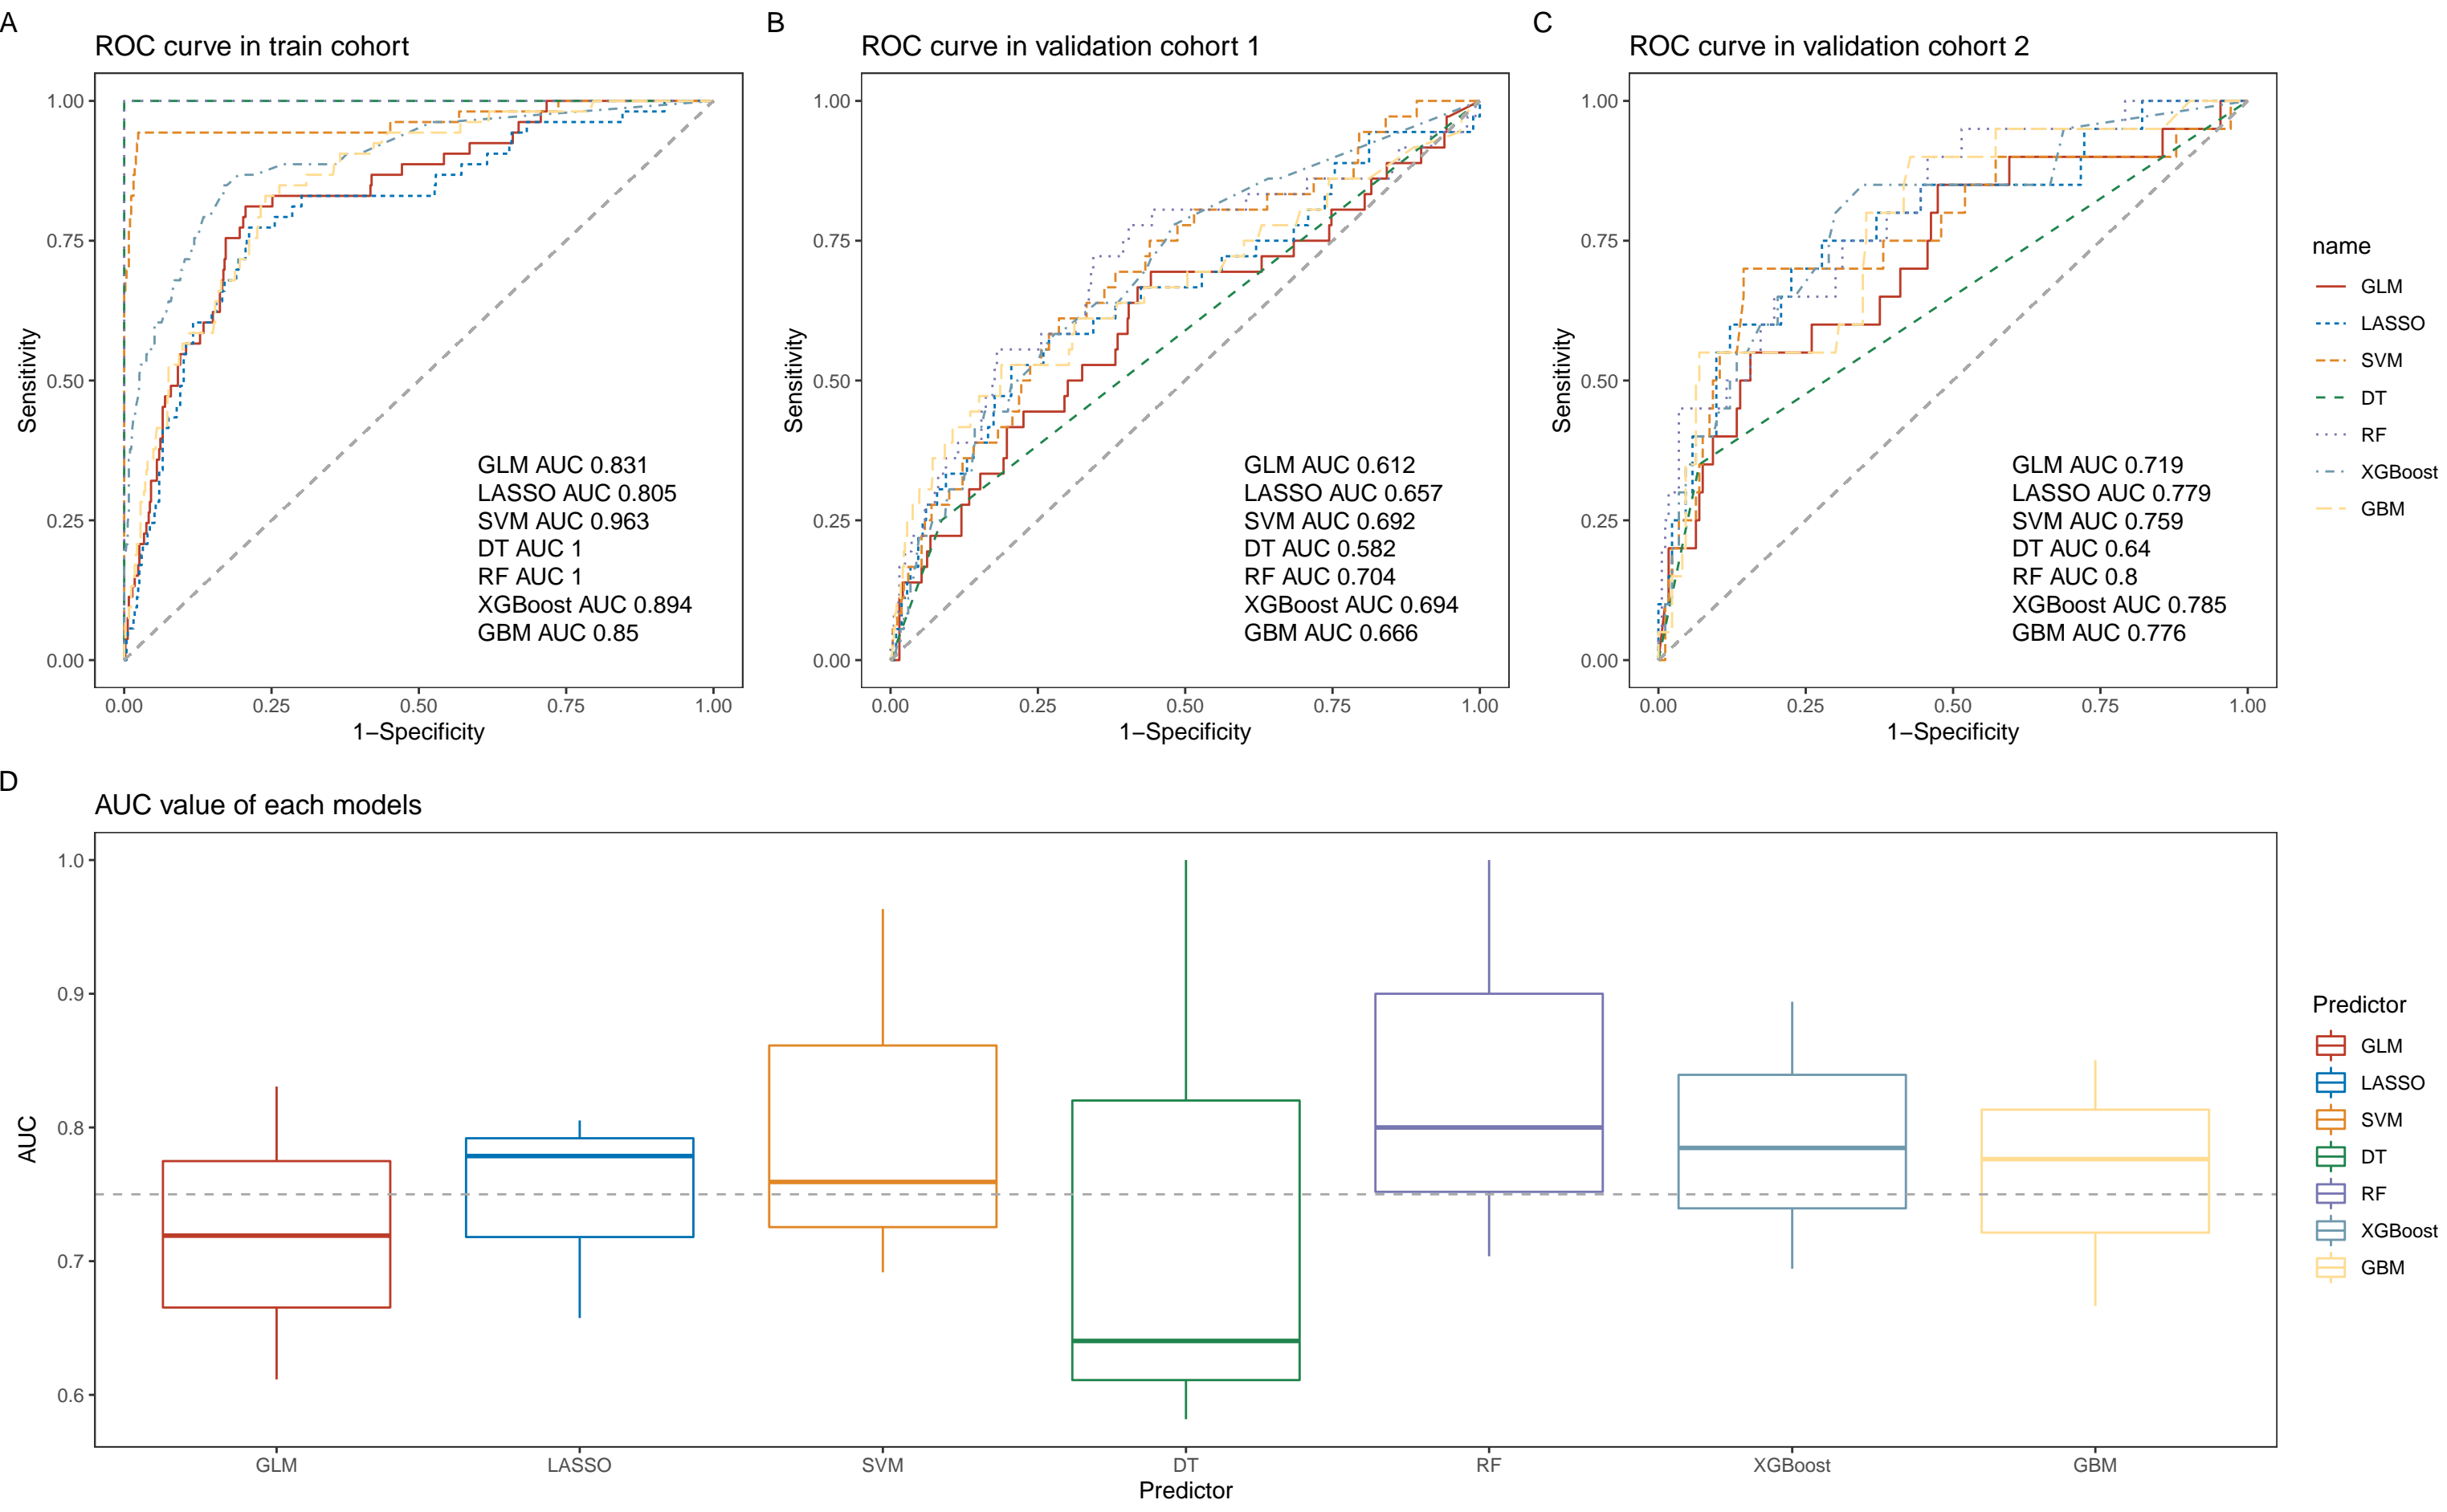 A
ROC curve in train cohort
1.00
0.75
0.50
0.25
0.00
Sensitivity
GLM AUC 0.831
LASSO AUC 0.805
SVM AUC 0.963
DT AUC 1
RF AUC 1
XGBoost AUC 0.894
GBM AUC 0.85
0.00 0.25 0.50 0.75 1.00
1−Specificity
B
ROC curve in validation cohort 1
1.00
0.75
0.50
0.25
0.00
Sensitivity
GLM AUC 0.612
LASSO AUC 0.657
SVM AUC 0.692
DT AUC 0.582
RF AUC 0.704
XGBoost AUC 0.694
GBM AUC 0.666
0.00 0.25 0.50 0.75 1.00
1−Specificity
C
ROC curve in validation cohort 2
1.00
0.75
0.50
0.25
0.00
Sensitivity
GLM AUC 0.719
LASSO AUC 0.779
SVM AUC 0.759
DT AUC 0.64
RF AUC 0.8
XGBoost AUC 0.785
GBM AUC 0.776
0.00 0.25 0.50 0.75 1.00
1−Specificity
name
GLM
LASSO
SVM
DT
RF
XGBoost
GBM
D
AUC value of each models
1.0
0.9
0.8
0.7
0.6
AUC
GLM LASSO SVM DT RF XGBoost GBM
Predictor
Predictor
GLM
LASSO
SVM
DT
RF
XGBoost
GBM